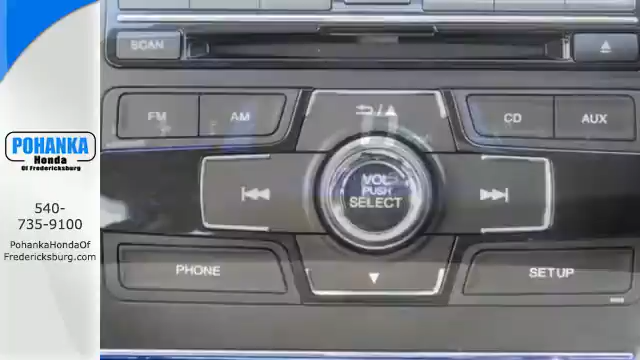 SCAN
FM
AM
CD
AUX
POHANKA
Honda
Of Fredericksburg
VOL
PUSH
SELECT
540-
735-9100
PohankaHondaOf
Fredericksburg.com
PHONE
SETUP